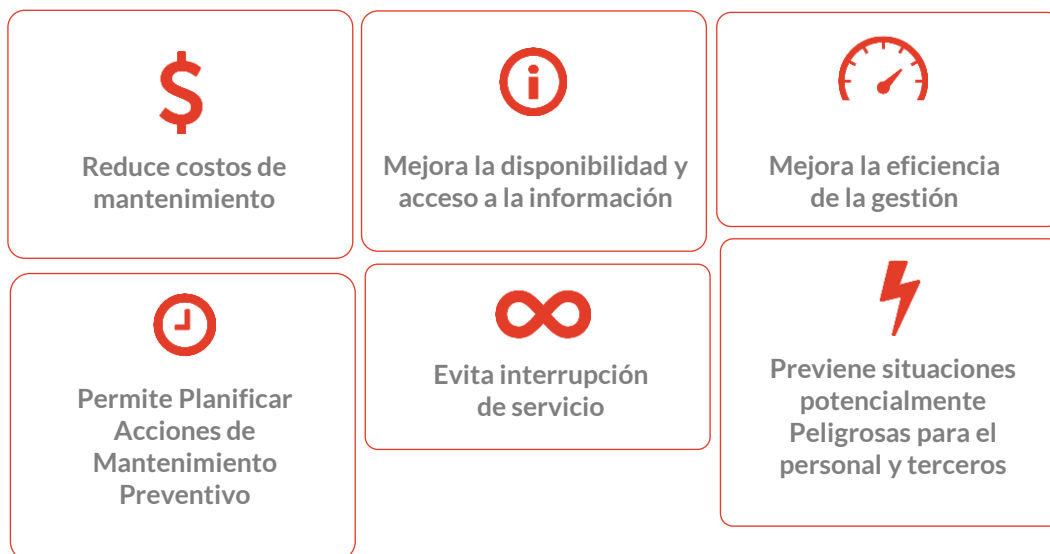 Reduce costos de
mantenimiento
Mejora la disponibilidad y
acceso a la información
Mejora la eficiencia
de la gestión
Permite Planificar
Acciones de
Mantenimiento
Preventivo
Evita interrupción
de servicio
Previene situaciones
potencialmente
Peligrosas para el
personal y terceros